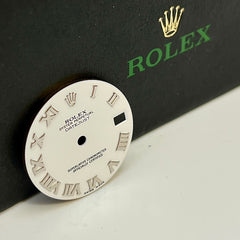 ROLEX
ROLEX
OYSTER PERPETUAL
DATEJUST
SUPERLATIVE CHRONOMETER
OFFICIALLY CERTIFIED